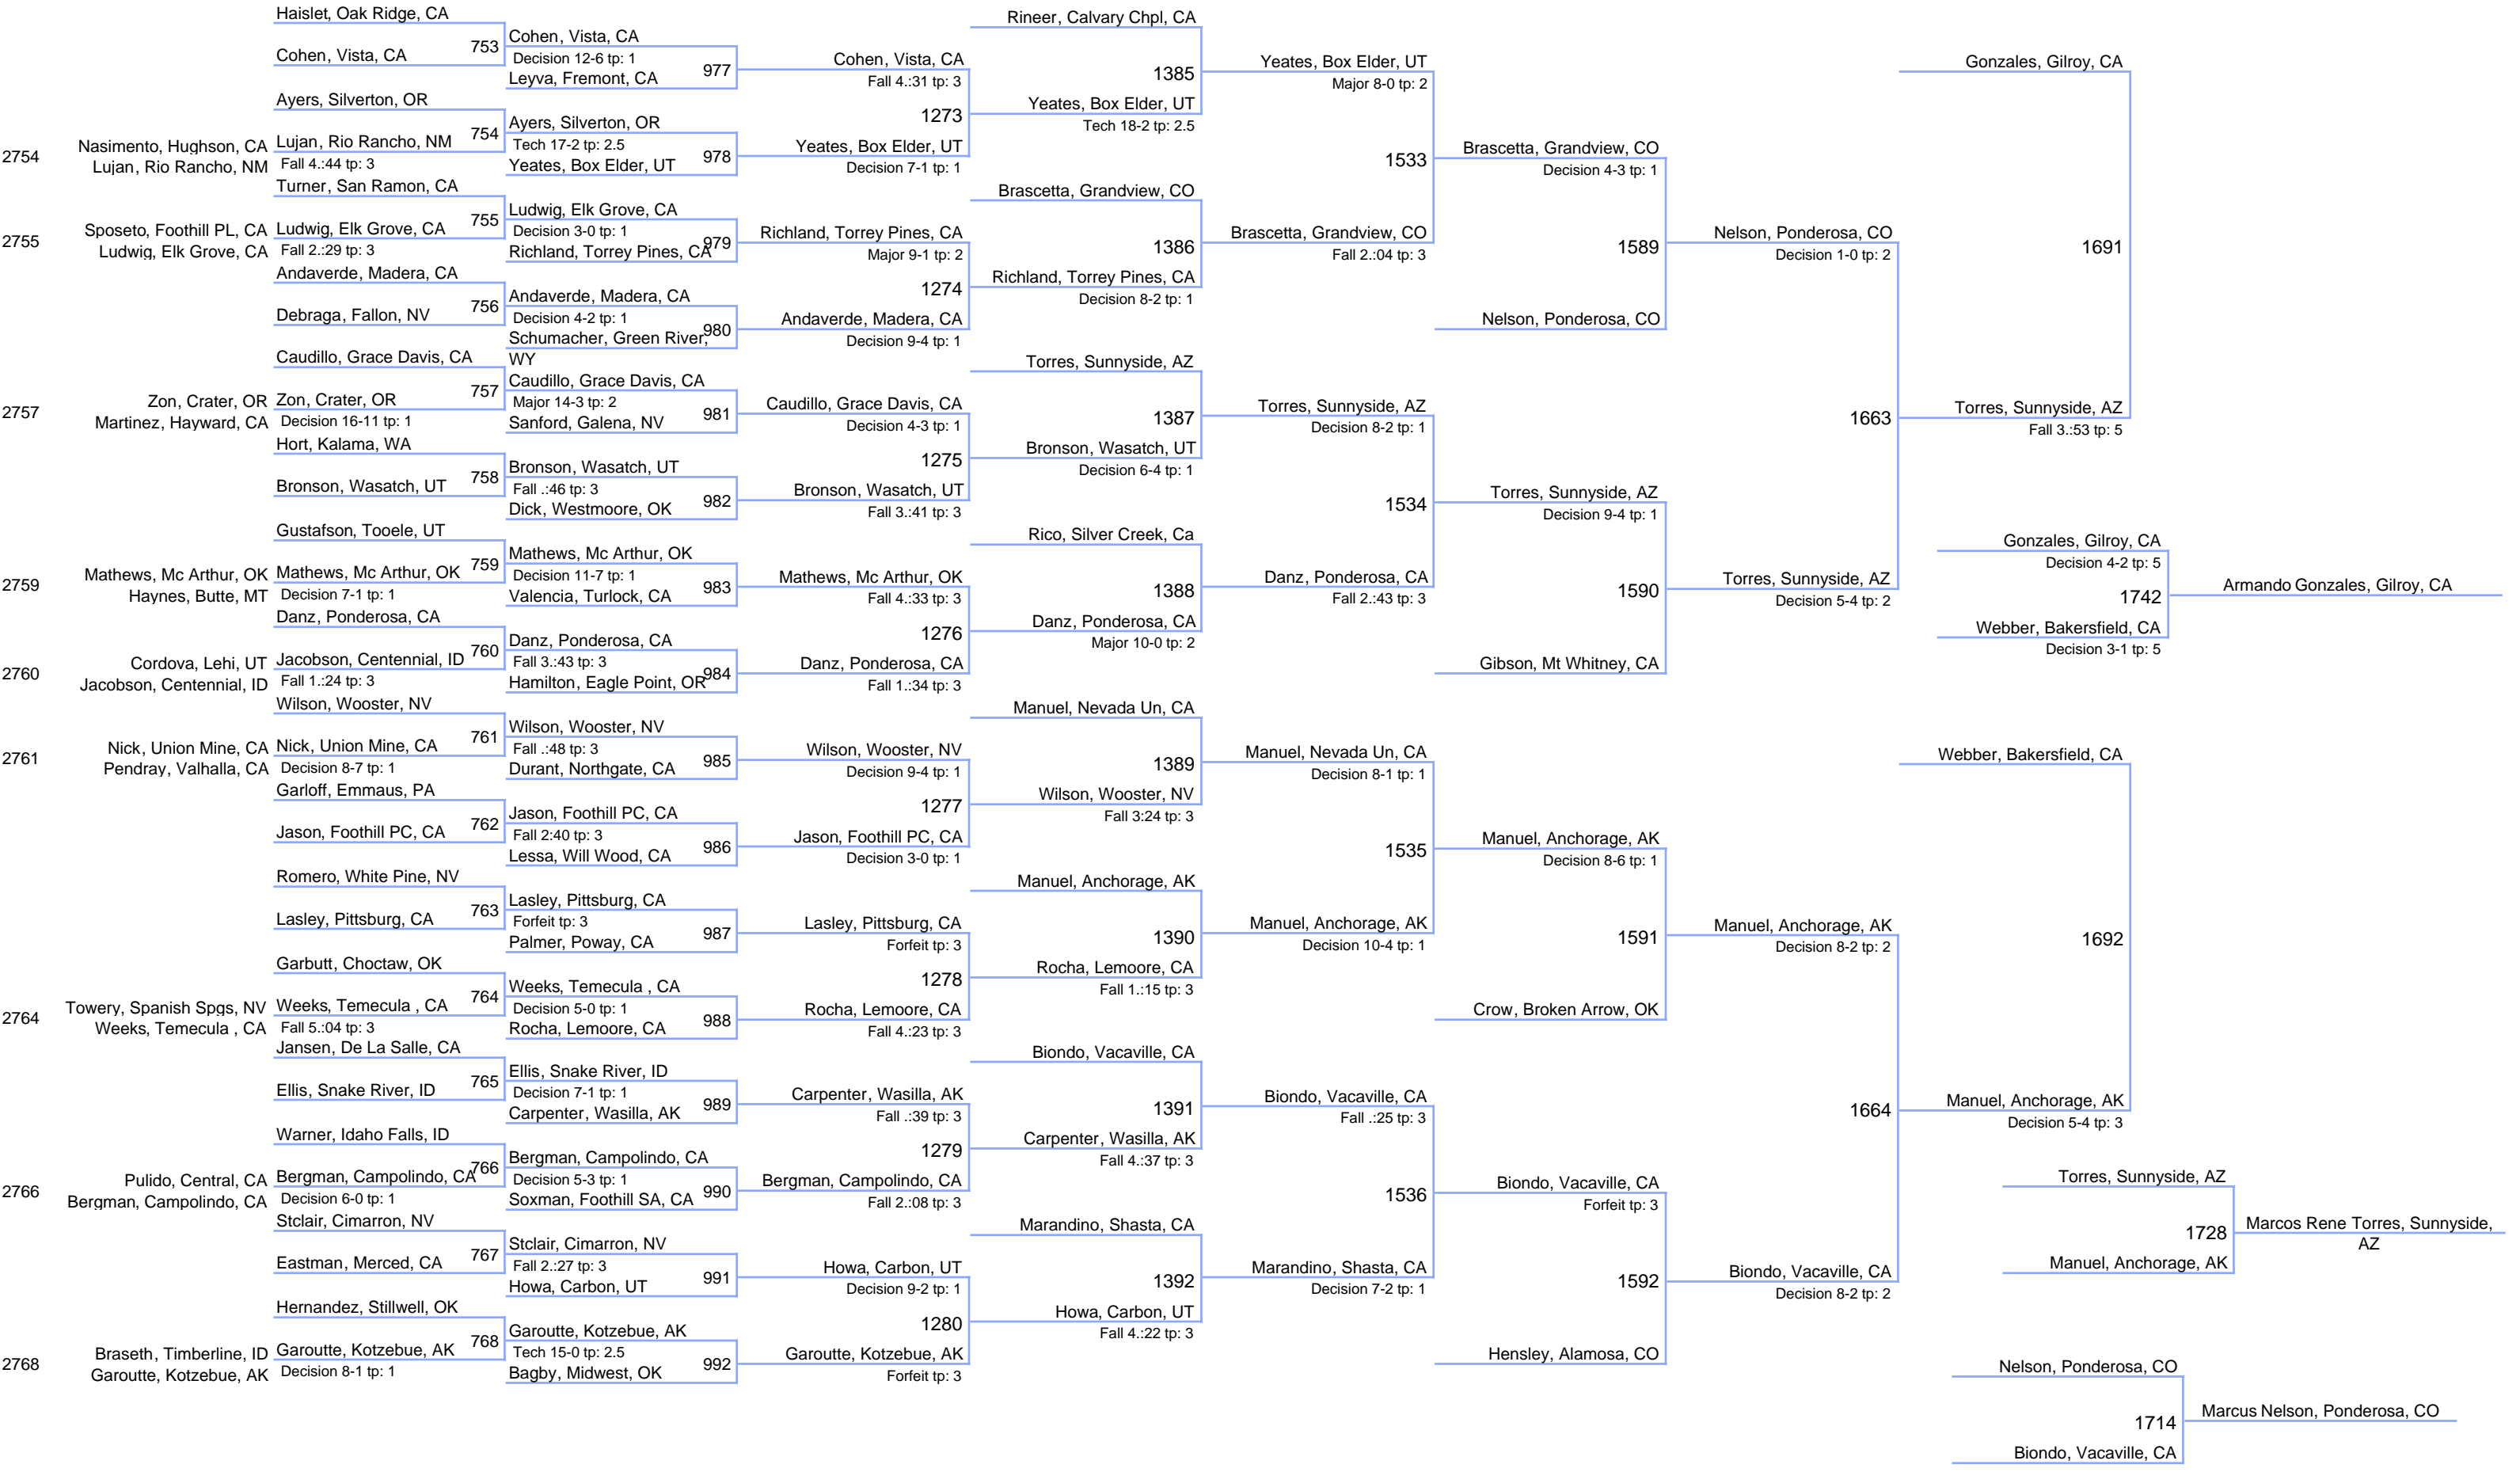 Haislet, Oak Ridge, CA
Cohen, Vista, CA
753
Ayers, Silverton, OR
2754
Nasimento, Hughson, CA
Lujan, Rio Rancho, NM
Lujan, Rio Rancho, NM
Fall 4.:44 tp: 3
754
Turner, San Ramon, CA
2755
Sposeto, Foothill PL, CA
Ludwig, Elk Grove, CA
Ludwig, Elk Grove, CA
Fall 2.:29 tp: 3
755
Andaverde, Madera, CA
Debraga, Fallon, NV
756
Caudillo, Grace Davis, CA
2757
Zon, Crater, OR
Martinez, Hayward, CA
Zon, Crater, OR
Decision 16-11 tp: 1
757
Hort, Kalama, WA
Bronson, Wasatch, UT
758
Gustafson, Tooele, UT
2759
Mathews, Mc Arthur, OK
Haynes, Butte, MT
Mathews, Mc Arthur, OK
Decision 7-1 tp: 1
759
Danz, Ponderosa, CA
2760
Cordova, Lehi, UT
Jacobson, Centennial, ID
Jacobson, Centennial, ID
Fall 1.:24 tp: 3
760
Wilson, Wooster, NV
2761
Nick, Union Mine, CA
Pendray, Valhalla, CA
Nick, Union Mine, CA
Decision 8-7 tp: 1
761
Garloff, Emmaus, PA
Jason, Foothill PC, CA
762
Romero, White Pine, NV
Lasley, Pittsburg, CA
763
Garbutt, Choctaw, OK
2764
Towery, Spanish Spgs, NV
Weeks, Temecula , CA
Weeks, Temecula , CA
Fall 5.:04 tp: 3
764
Jansen, De La Salle, CA
Ellis, Snake River, ID
765
Warner, Idaho Falls, ID
2766
Pulido, Central, CA
Bergman, Campolindo, CA
Bergman, Campolindo, CA
Decision 6-0 tp: 1
766
Stclair, Cimarron, NV
Eastman, Merced, CA
767
Hernandez, Stillwell, OK
2768
Braseth, Timberline, ID
Garoutte, Kotzebue, AK
Garoutte, Kotzebue, AK
Decision 8-1 tp: 1
768
Cohen, Vista, CA
Decision 12-6 tp: 1
Leyva, Fremont, CA
977
Ayers, Silverton, OR
Tech 17-2 tp: 2.5
Yeates, Box Elder, UT
978
Ludwig, Elk Grove, CA
Decision 3-0 tp: 1
Richland, Torrey Pines, CA
979
Andaverde, Madera, CA
Decision 4-2 tp: 1
Schumacher, Green River,
WY
980
Caudillo, Grace Davis, CA
Major 14-3 tp: 2
Sanford, Galena, NV
981
Bronson, Wasatch, UT
Fall .:46 tp: 3
Dick, Westmoore, OK
982
Mathews, Mc Arthur, OK
Decision 11-7 tp: 1
Valencia, Turlock, CA
983
Danz, Ponderosa, CA
Fall 3.:43 tp: 3
Hamilton, Eagle Point, OR
984
Wilson, Wooster, NV
Fall .:48 tp: 3
Durant, Northgate, CA
985
Jason, Foothill PC, CA
Fall 2:40 tp: 3
Lessa, Will Wood, CA
986
Lasley, Pittsburg, CA
Forfeit tp: 3
Palmer, Poway, CA
987
Weeks, Temecula , CA
Decision 5-0 tp: 1
Rocha, Lemoore, CA
988
Ellis, Snake River, ID
Decision 7-1 tp: 1
Carpenter, Wasilla, AK
989
Bergman, Campolindo, CA
Decision 5-3 tp: 1
Soxman, Foothill SA, CA
990
Stclair, Cimarron, NV
Fall 2.:27 tp: 3
Howa, Carbon, UT
991
Garoutte, Kotzebue, AK
Tech 15-0 tp: 2.5
Bagby, Midwest, OK
992
Cohen, Vista, CA
Fall 4.:31 tp: 3
1273
Yeates, Box Elder, UT
Decision 7-1 tp: 1
Richland, Torrey Pines, CA
Major 9-1 tp: 2
1274
Andaverde, Madera, CA
Decision 9-4 tp: 1
Caudillo, Grace Davis, CA
Decision 4-3 tp: 1
1275
Bronson, Wasatch, UT
Fall 3.:41 tp: 3
Mathews, Mc Arthur, OK
Fall 4.:33 tp: 3
1276
Danz, Ponderosa, CA
Fall 1.:34 tp: 3
Wilson, Wooster, NV
Decision 9-4 tp: 1
1277
Jason, Foothill PC, CA
Decision 3-0 tp: 1
Lasley, Pittsburg, CA
Forfeit tp: 3
1278
Rocha, Lemoore, CA
Fall 4.:23 tp: 3
Carpenter, Wasilla, AK
Fall .:39 tp: 3
1279
Bergman, Campolindo, CA
Fall 2.:08 tp: 3
Howa, Carbon, UT
Decision 9-2 tp: 1
1280
Garoutte, Kotzebue, AK
Forfeit tp: 3
Rineer, Calvary Chpl, CA
1385
Yeates, Box Elder, UT
Tech 18-2 tp: 2.5
Brascetta, Grandview, CO
1386
Richland, Torrey Pines, CA
Decision 8-2 tp: 1
Torres, Sunnyside, AZ
1387
Bronson, Wasatch, UT
Decision 6-4 tp: 1
Rico, Silver Creek, Ca
1388
Danz, Ponderosa, CA
Major 10-0 tp: 2
Manuel, Nevada Un, CA
1389
Wilson, Wooster, NV
Fall 3:24 tp: 3
Manuel, Anchorage, AK
1390
Rocha, Lemoore, CA
Fall 1.:15 tp: 3
Biondo, Vacaville, CA
1391
Carpenter, Wasilla, AK
Fall 4.:37 tp: 3
Marandino, Shasta, CA
1392
Howa, Carbon, UT
Fall 4.:22 tp: 3
Yeates, Box Elder, UT
Major 8-0 tp: 2
1533
Brascetta, Grandview, CO
Fall 2.:04 tp: 3
Torres, Sunnyside, AZ
Decision 8-2 tp: 1
1534
Danz, Ponderosa, CA
Fall 2.:43 tp: 3
Manuel, Nevada Un, CA
Decision 8-1 tp: 1
1535
Manuel, Anchorage, AK
Decision 10-4 tp: 1
Biondo, Vacaville, CA
Fall .:25 tp: 3
1536
Marandino, Shasta, CA
Decision 7-2 tp: 1
Brascetta, Grandview, CO
Decision 4-3 tp: 1
1589
Nelson, Ponderosa, CO
Torres, Sunnyside, AZ
Decision 9-4 tp: 1
1590
Gibson, Mt Whitney, CA
Manuel, Anchorage, AK
Decision 8-6 tp: 1
1591
Crow, Broken Arrow, OK
Biondo, Vacaville, CA
Forfeit tp: 3
1592
Hensley, Alamosa, CO
Nelson, Ponderosa, CO
Decision 1-0 tp: 2
1663
Torres, Sunnyside, AZ
Decision 5-4 tp: 2
Manuel, Anchorage, AK
Decision 8-2 tp: 2
1664
Biondo, Vacaville, CA
Decision 8-2 tp: 2
Gonzales, Gilroy, CA
1691
Torres, Sunnyside, AZ
Fall 3.:53 tp: 5
Gonzales, Gilroy, CA
Decision 4-2 tp: 5
1742
Armando Gonzales, Gilroy, CA
Webber, Bakersfield, CA
Decision 3-1 tp: 5
Webber, Bakersfield, CA
1692
Manuel, Anchorage, AK
Decision 5-4 tp: 3
Torres, Sunnyside, AZ
1728
Marcos Rene Torres, Sunnyside,
AZ
Manuel, Anchorage, AK
Nelson, Ponderosa, CO
1714
Marcus Nelson, Ponderosa, CO
Biondo, Vacaville, CA